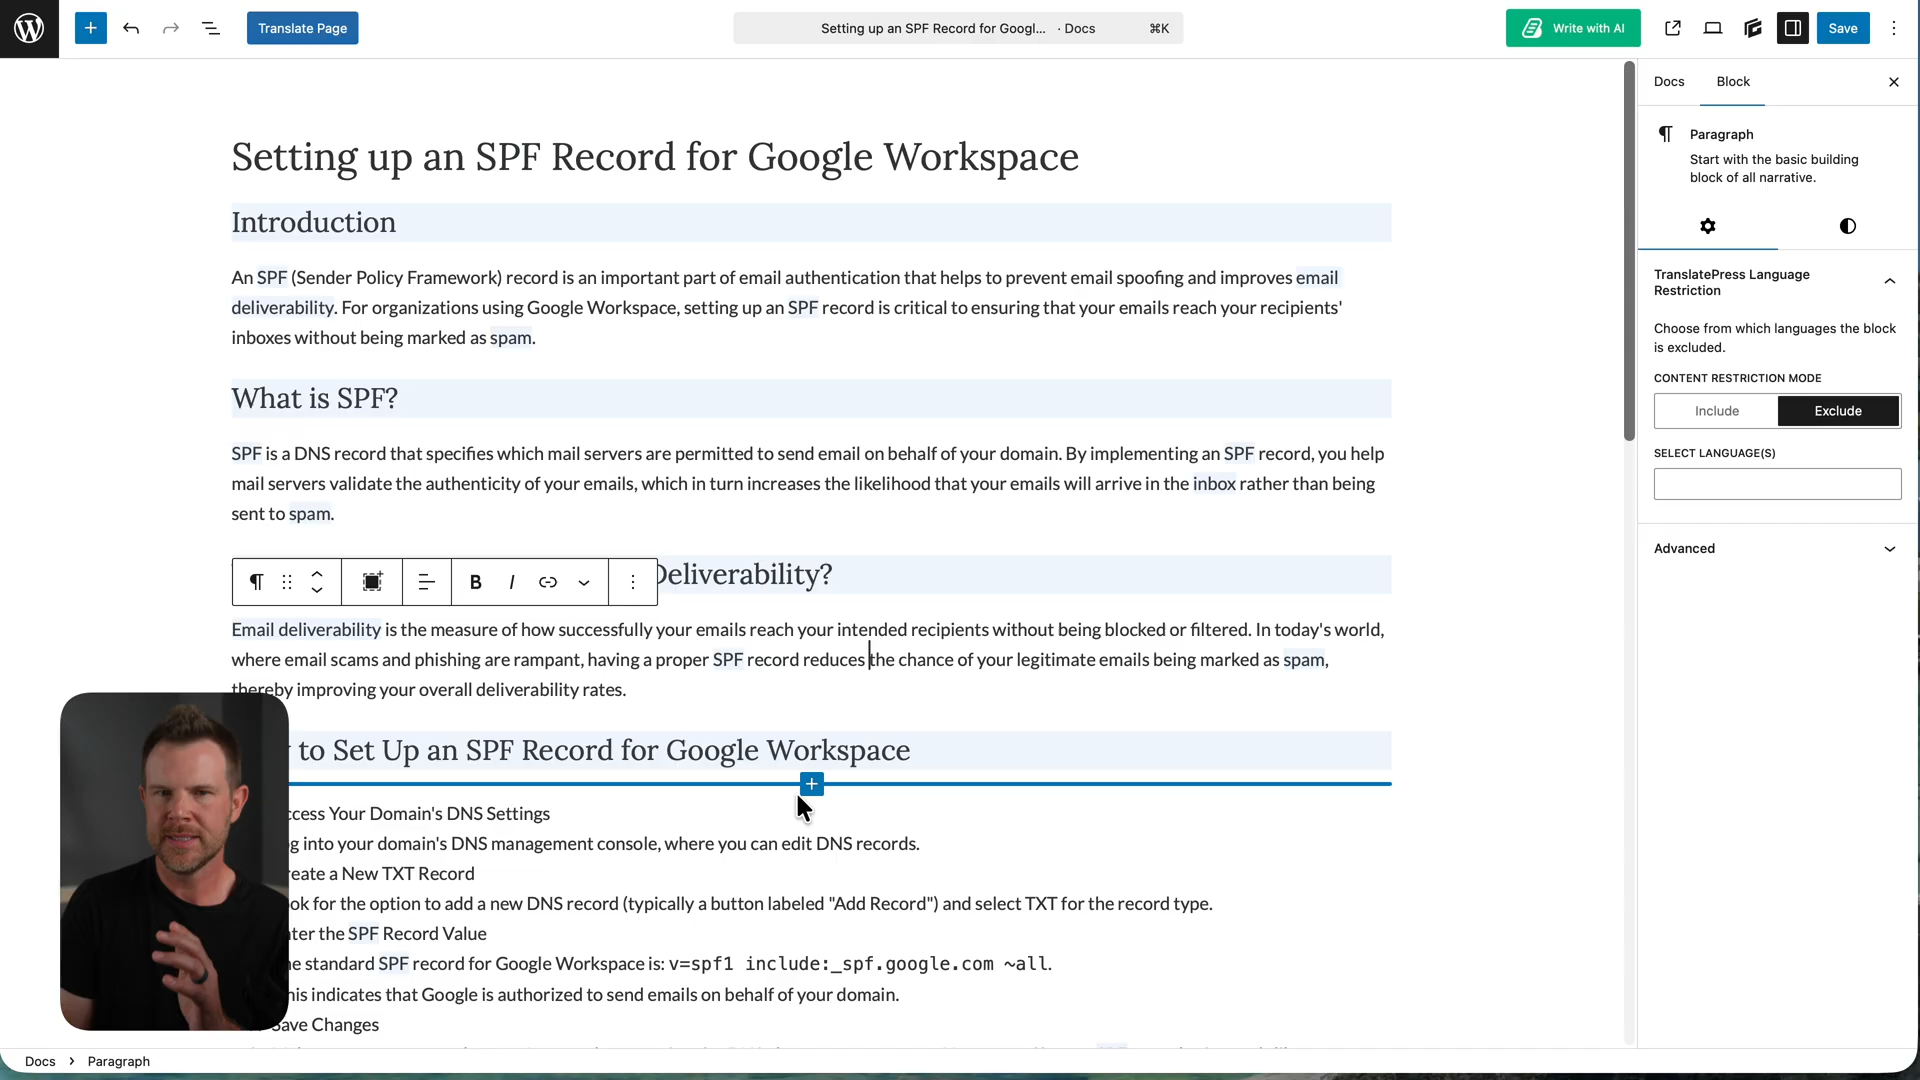 Translate Page
Setting up an SPF Record for Googl... · Docs ⌘K
Write with AI
Save
Setting up an SPF Record for Google Workspace
Introduction
An SPF (Sender Policy Framework) record is an important part of email authentication that helps to prevent email spoofing and improves email
deliverability. For organizations using Google Workspace, setting up an SPF record is critical to ensuring that your emails reach your recipients'
inboxes without being marked as spam.
What is SPF?
SPF is a DNS record that specifies which mail servers are permitted to send email on behalf of your domain. By implementing an SPF record, you help
mail servers validate the authenticity of your emails, which in turn increases the likelihood that your emails will arrive in the inbox rather than being
sent to spam.
Deliverability?
B I
Email deliverability is the measure of how successfully your emails reach your intended recipients without being blocked or filtered. In today's world,
where email scams and phishing are rampant, having a proper SPF record reduces the chance of your legitimate emails being marked as spam,
thereby improving your overall deliverability rates.
to Set Up an SPF Record for Google Workspace
ccess Your Domain's DNS Settings
g into your domain's DNS management console, where you can edit DNS records.
reate a New TXT Record
ok for the option to add a new DNS record (typically a button labeled "Add Record") and select TXT for the record type.
ter the SPF Record Value
e standard SPF record for Google Workspace is: v=spf1 include:_spf.google.com ~all.
his indicates that Google is authorized to send emails on behalf of your domain.
Save Changes
Docs Block
Paragraph
Start with the basic building
block of all narrative.
TranslatePress Language
Restriction
Choose from which languages the block
is excluded.
CONTENT RESTRICTION MODE
Include Exclude
SELECT LANGUAGE(S)
Advanced
Docs > Paragraph